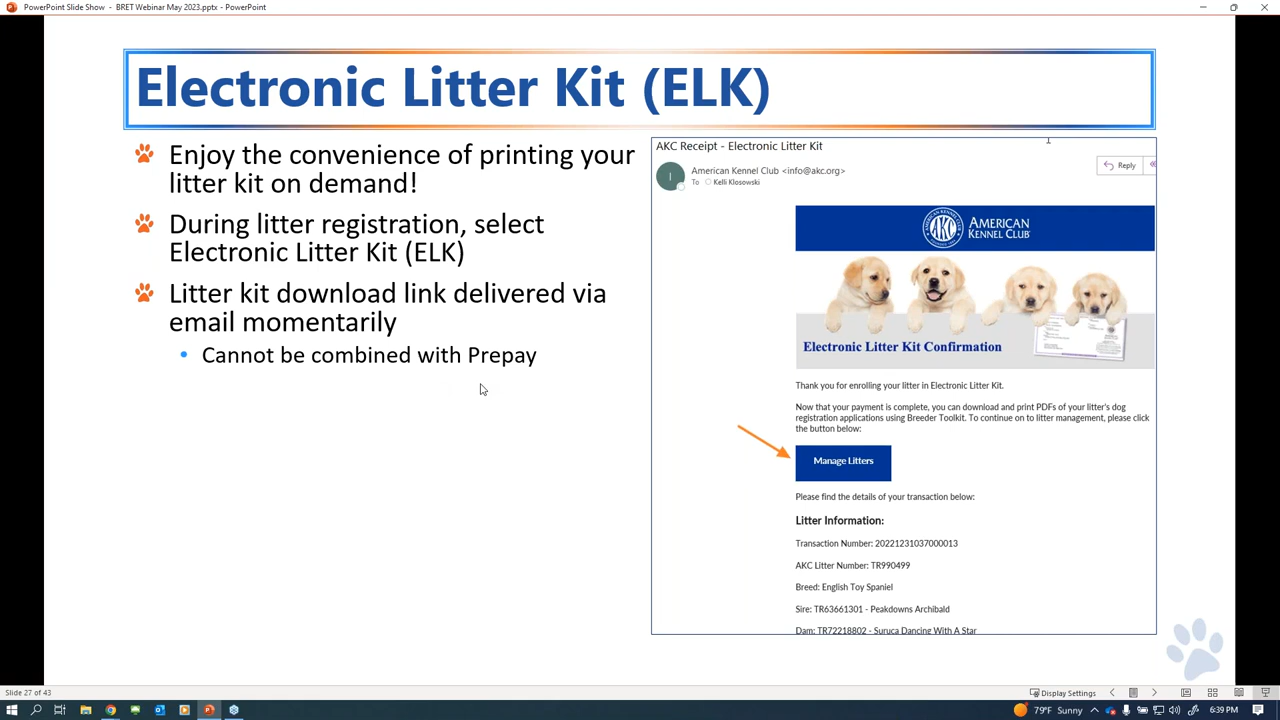 PowerPoint Slide Show - BRET Webinar May 2023.pptx - PowerPoint
Electronic Litter Kit (ELK)
Enjoy the convenience of printing your
litter kit on demand!
During litter registration, select
Electronic Litter Kit (ELK)
Litter kit download link delivered via
email momentarily
• Cannot be combined with Prepay
AKC Receipt - Electronic Litter Kit
I
American Kennel Club <info@akc.org>
To Kelli Klosowski
Reply
AKC
AMERICAN
KENNEL CLUB
Electronic Litter Kit Confirmation
Thank you for enrolling your litter in Electronic Litter Kit.
Now that your payment is complete, you can download and print PDFs of your litter's dog
registration applications using Breeder Toolkit. To continue on to litter management, please click
the button below:
Manage Litters
Please find the details of your transaction below:
Litter Information:
Transaction Number: 20221231037000013
AKC Litter Number: TR990499
Breed: English Toy Spaniel
Sire: TR63661301 - Peakdowns Archibald
Dam: TR72218802 - Suruca Dancing With A Star
Slide 27 of 43
Display Settings
79°F Sunny
6:39 PM